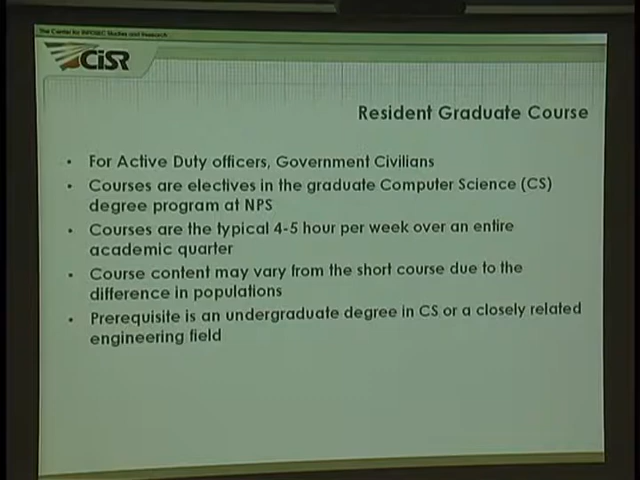 The Center for INFOSEC Studies and Research
CISR
Resident Graduate Course
• For Active Duty officers, Government Civilians
• Courses are electives in the graduate Computer Science (CS)
degree program at NPS
• Courses are the typical 4-5 hour per week over an entire
academic quarter
• Course content may vary from the short course due to the
difference in populations
• Prerequisite is an undergraduate degree in CS or a closely related
engineering field